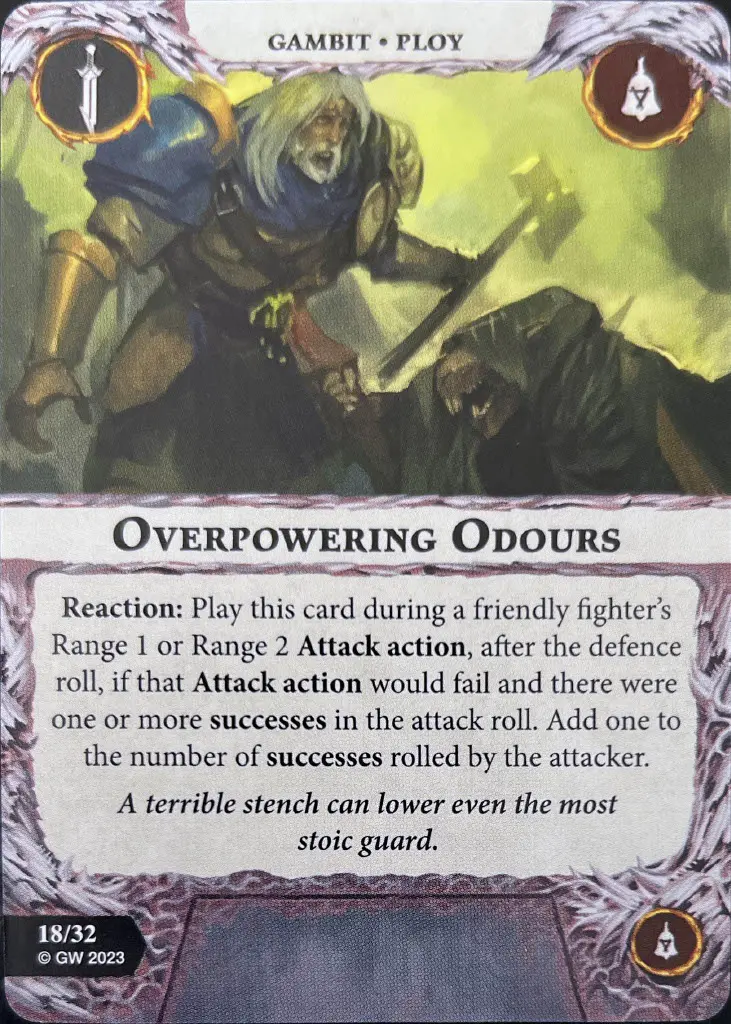 GAMBIT • PLOY
OVERPOWERING ODOURS
Reaction: Play this card during a friendly fighter's
Range 1 or Range 2 Attack action, after the defence
roll, if that Attack action would fail and there were
one or more successes in the attack roll. Add one to
the number of successes rolled by the attacker.
A terrible stench can lower even the most
stoic guard.
18/32
© GW 2023